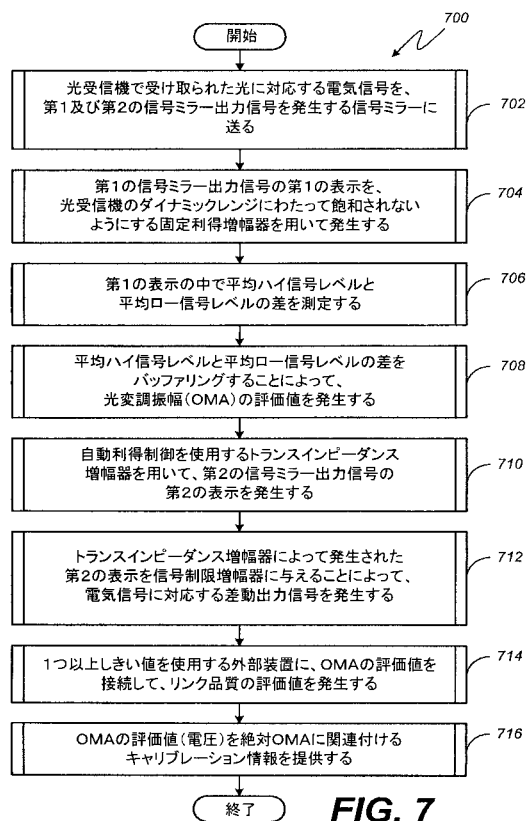 開始
700
光受信機で受け取られた光に対応する電気信号を、
第1及び第2の信号ミラー出力信号を発生する信号ミラーに
送る
702
第1の信号ミラー出力信号の第1の表示を、
光受信機のダイナミックレンジにわたって飽和されない
ようにする固定利得増幅器を用いて発生する
704
第1の表示の中で平均ハイ信号レベルと
平均ロー信号レベルの差を測定する
706
平均ハイ信号レベルと平均ロー信号レベルの差を
バッファリングすることによって、
光変調振幅(OMA)の評価値を発生する
708
自動利得制御を使用するトランスインピーダンス
増幅器を用いて、第2の信号ミラー出力信号の
第2の表示を発生する
710
トランスインピーダンス増幅器によって発生された
第2の表示を信号制限増幅器に与えることによって、
電気信号に対応する差動出力信号を発生する
712
1つ以上しきい値を使用する外部装置に、OMAの評価値を
接続して、リンク品質の評価値を発生する
714
OMAの評価値(電圧)を絶対OMAに関連付ける
キャリブレーション情報を提供する
716
終了
FIG. 7